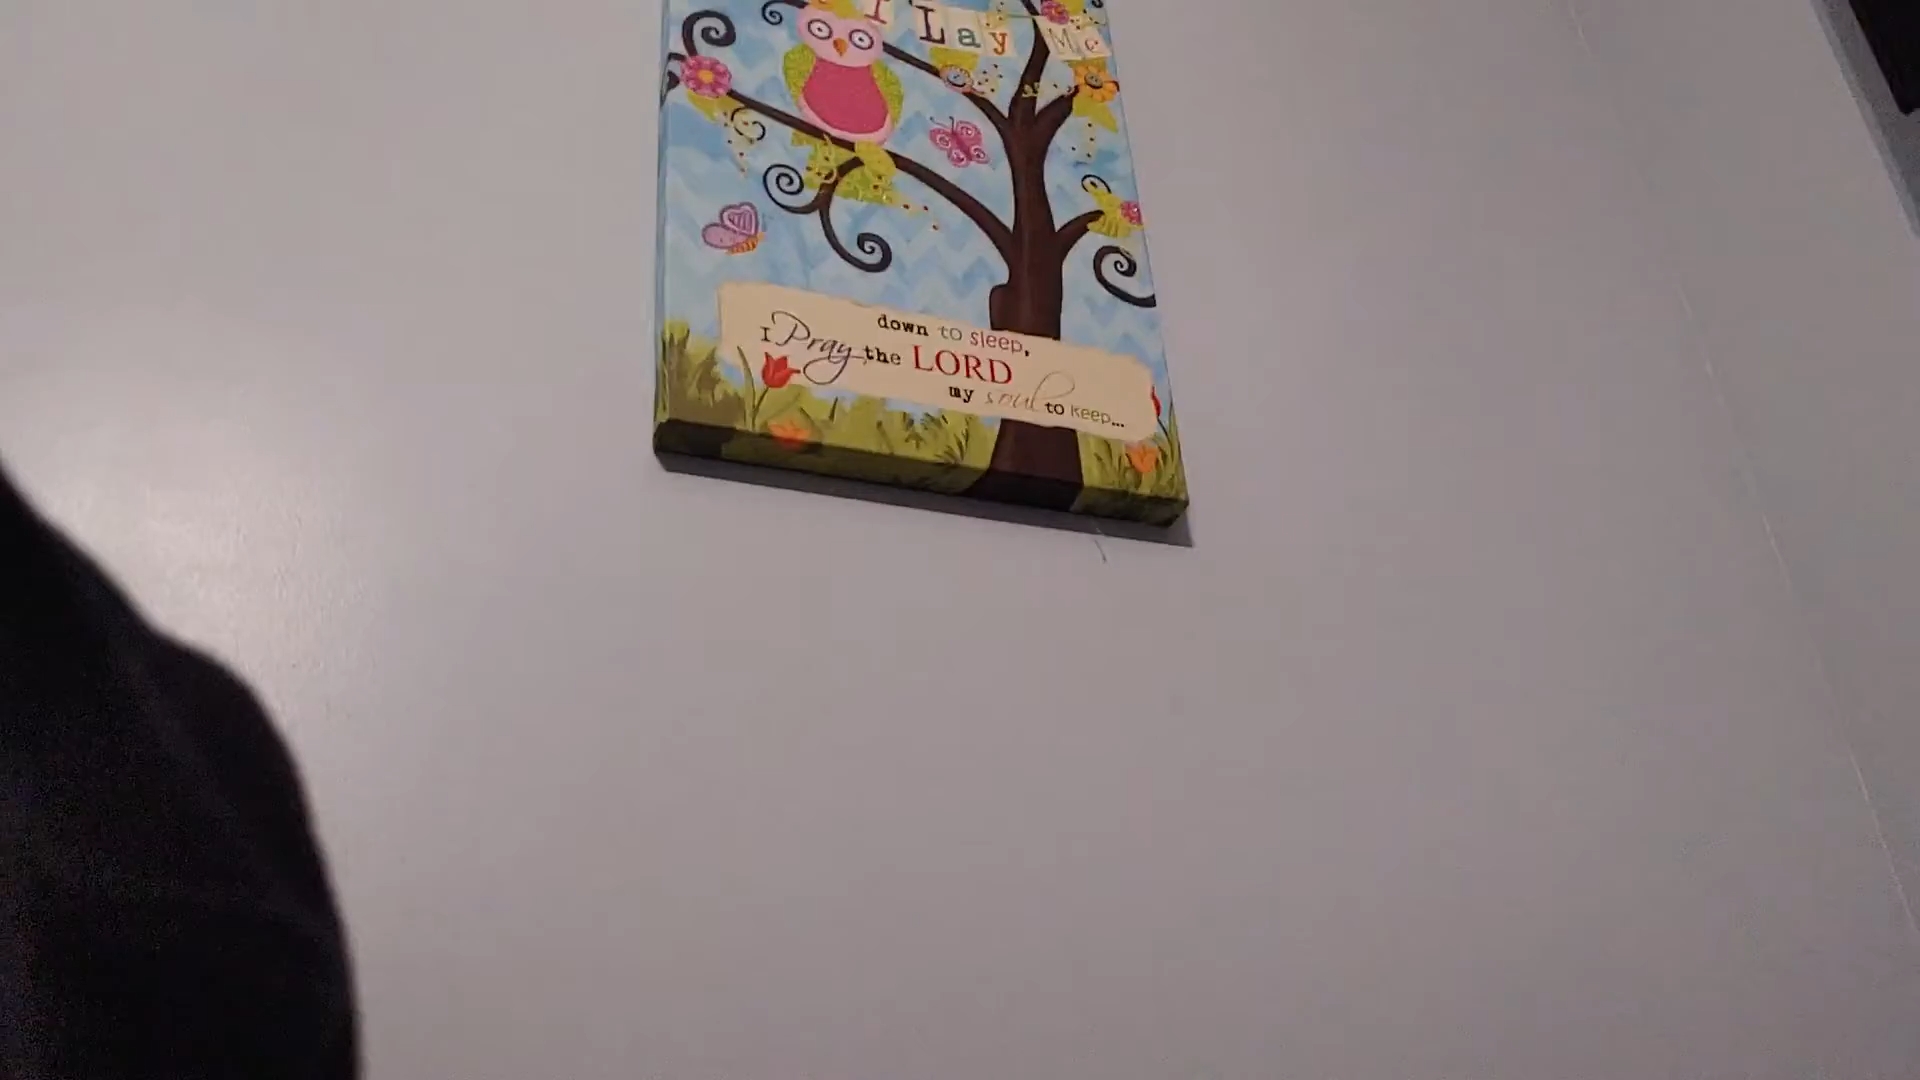 I Lay Me
down to sleep,
I Pray the LORD
my soul to keep...